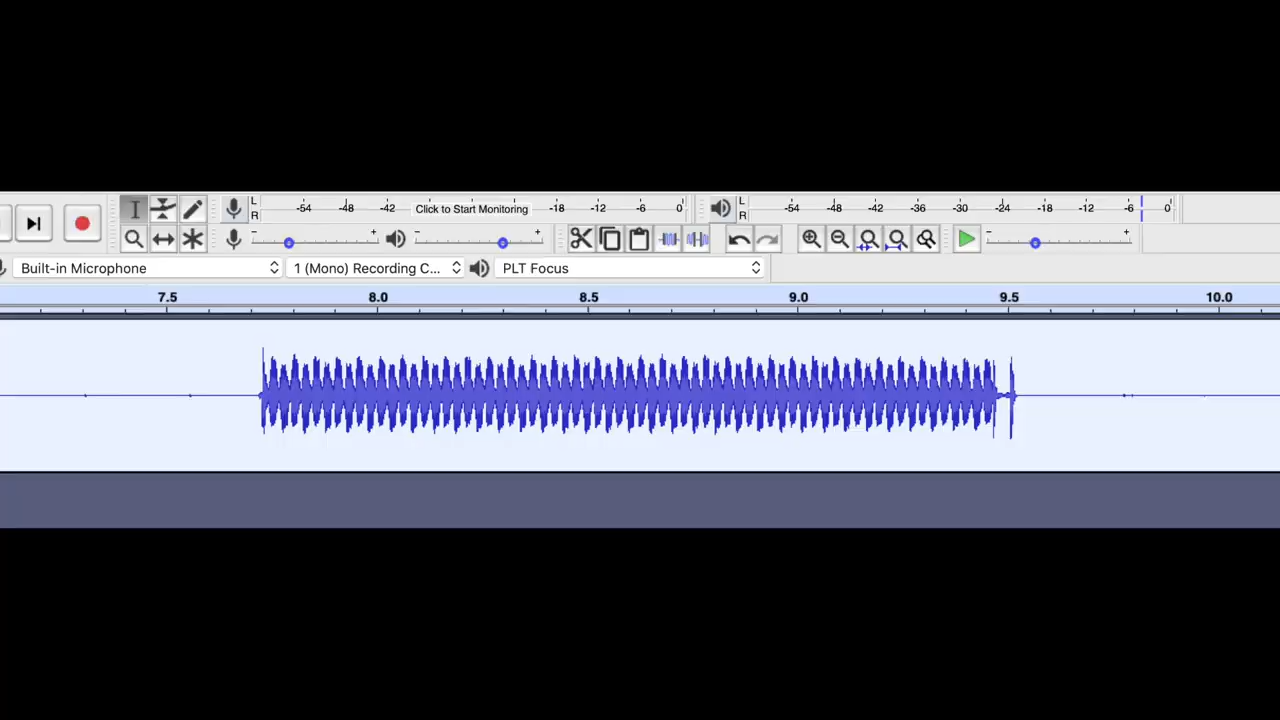 L
R
-54 -48 -42 Click to Start Monitoring -18 -12 -6 0
L
R
-54 -48 -42 -36 -30 -24 -18 -12 -6 0
- + - + - +
Built-in Microphone 1 (Mono) Recording C... PLT Focus
7.5 8.0 8.5 9.0 9.5 10.0